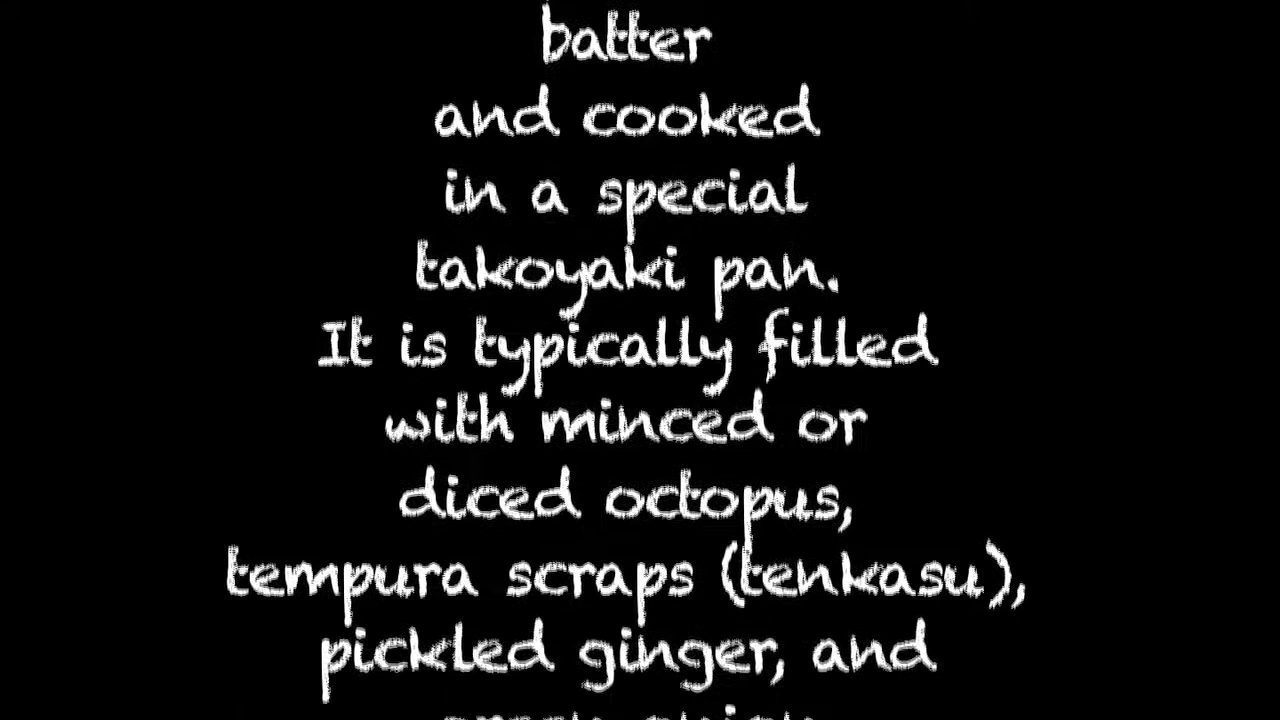 batter
and cooked
in a special
takoyaki pan.
It is typically filled
with minced or
diced octopus,
tempura scraps (tenkasu),
pickled ginger, and